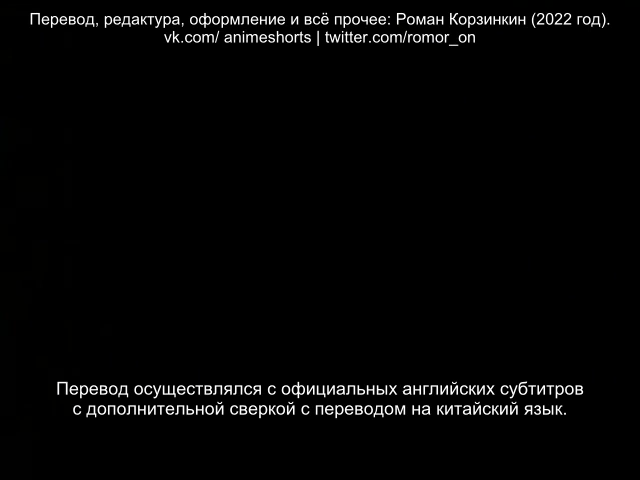 Перевод, редактура, оформление и всё прочее: Роман Корзинкин (2022 год).
vk.com/ animeshorts | twitter.com/romor_on
Перевод осуществлялся с официальных английских субтитров
с дополнительной сверкой с переводом на китайский язык.